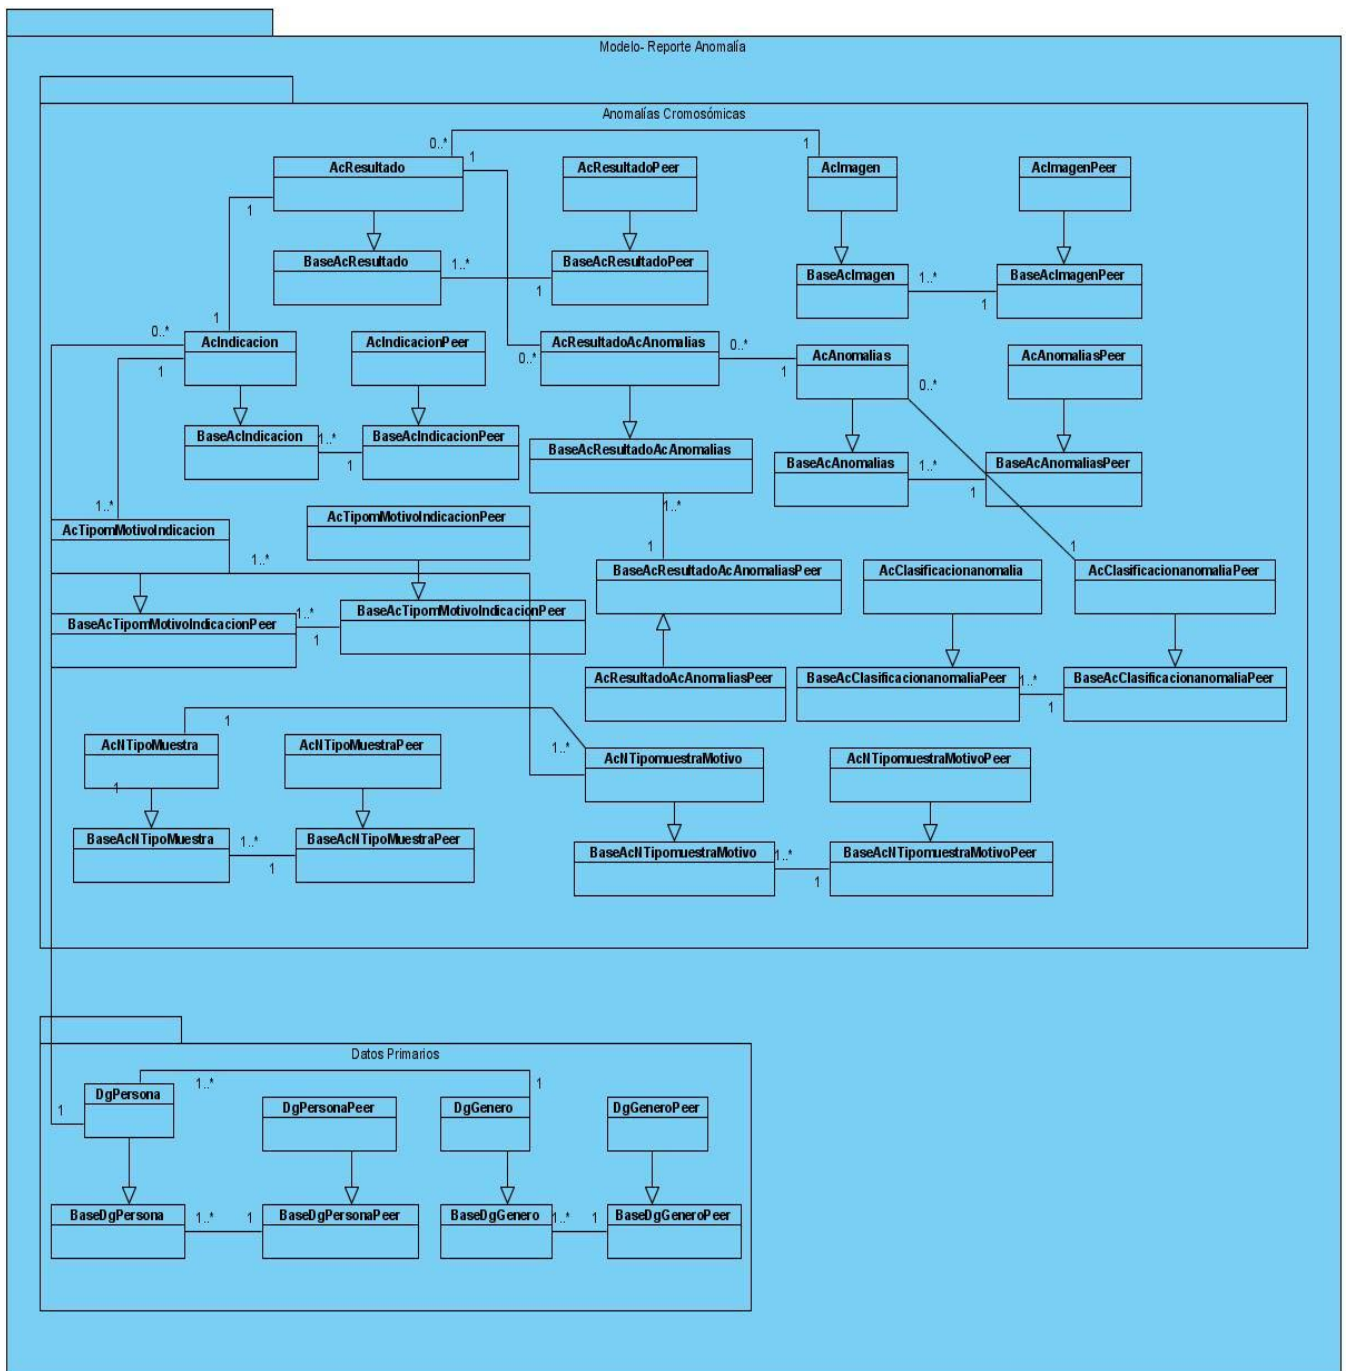 Modelo- Reporte Anomalía
Anomalías Cromosómicas
0..*
1
1
AcResultado
AcResultadoPeer
AcImagen
AcImagenPeer
1
BaseAcResultado
1..*
1
BaseAcResultadoPeer
BaseAcImagen
1..*
1
BaseAcImagenPeer
1
0..*
AcIndicacion
1
AcIndicacionPeer
AcResultadoAcAnomalias
0..*
0..*
1
AcAnomalias
0..*
AcAnomaliasPeer
BaseAcIndicacion
1..*
1
BaseAcIndicacionPeer
BaseAcResultadoAcAnomalias
BaseAcAnomalias
1..*
1
BaseAcAnomaliasPeer
1..*
AcTipomMotivoIndicacion
AcTipomMotivoIndicacionPeer
1..*
1
1
1..*
BaseAcResultadoAcAnomaliasPeer
AcClasificacionanomalia
AcClasificacionanomaliaPeer
BaseAcTipomMotivoIndicacionPeer
1..*
1
BaseAcTipomMotivoIndicacionPeer
AcResultadoAcAnomaliasPeer
BaseAcClasificacionanomaliaPeer
1..*
1
BaseAcClasificacionanomaliaPeer
1
1..*
AcNTipoMuestra
AcNTipoMuestraPeer
AcNTipomuestraMotivo
AcNTipomuestraMotivoPeer
1
BaseAcNTipoMuestra
1..*
1
BaseAcNTipoMuestraPeer
BaseAcNTipomuestraMotivo
1..*
1
BaseAcNTipomuestraMotivoPeer
Datos Primarios
1..*
1
1
DgPersona
DgPersonaPeer
DgGenero
DgGeneroPeer
BaseDgPersona
1..*
1
BaseDgPersonaPeer
BaseDgGenero
1..*
1
BaseDgGeneroPeer